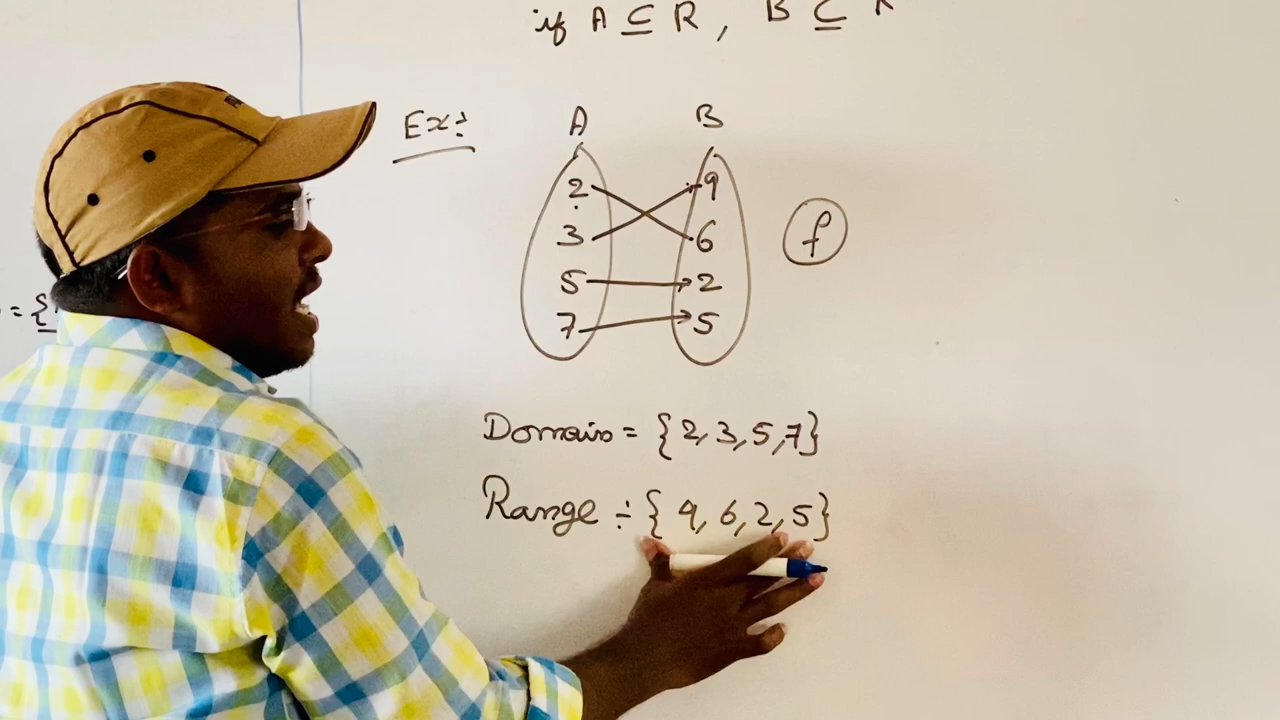 if A ⊆ R, B ⊆ R
Ex:
A B
2 9
3 6
5 2
7 5
f
= {
Domain = {2,3,5,7}
Range ÷ { 9,6,2,5}